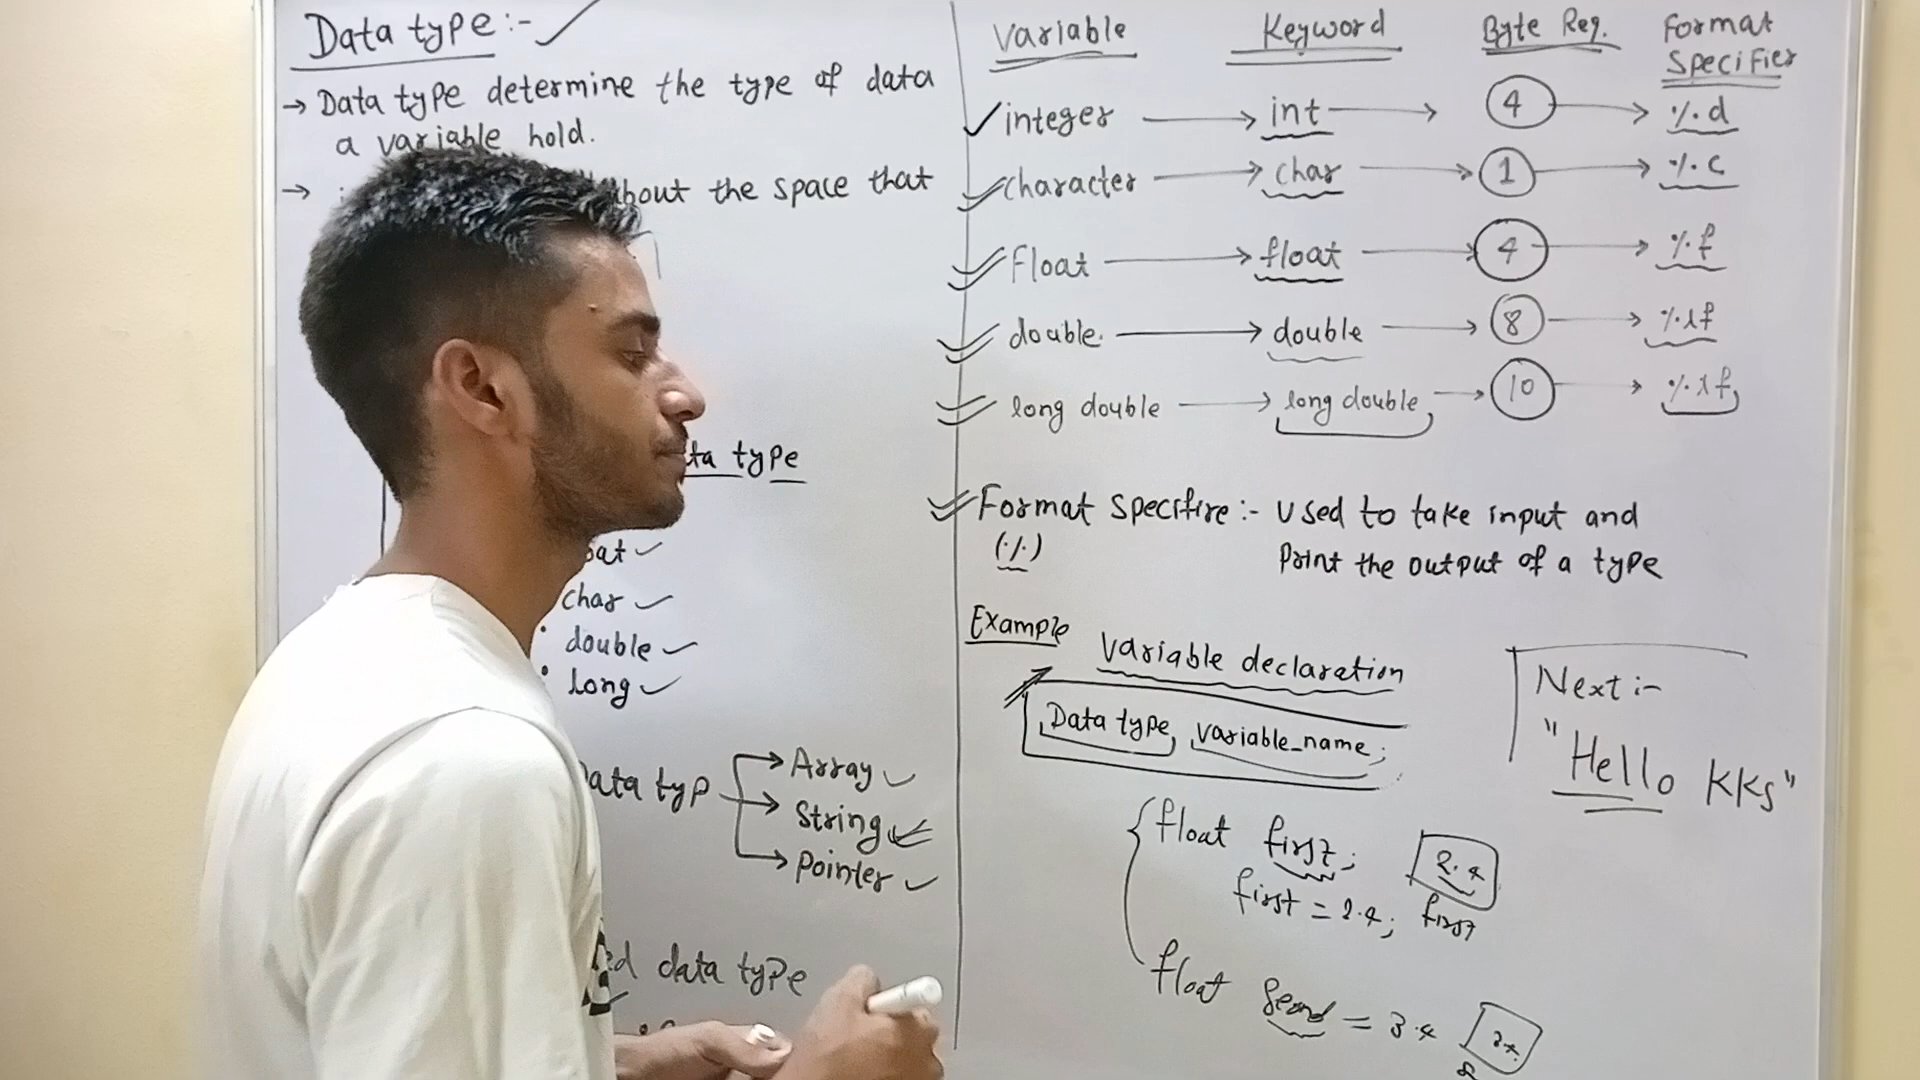 Data type :-
→ Data type determine the type of data
a variable hold.
→ about the space that
ta type
oat
char
• double
• long
Data typ
→ Array
→ String
→ Pointer
ed data type
Variable Keyword Byte Req. Format Specifier
integer → int → 4 → %d
character → char → 1 → %c
Float → float → 4 → %f
double → double → 8 → %lf
long double → long double → 10 → %lf
Format Specifire :- Used to take input and
(%) Print the output of a type
Example
Variable declaration
Data type variable_name;
float first; 2.4
first = 2.4; first
float = 3.4
Next :-
"Hello KKs"